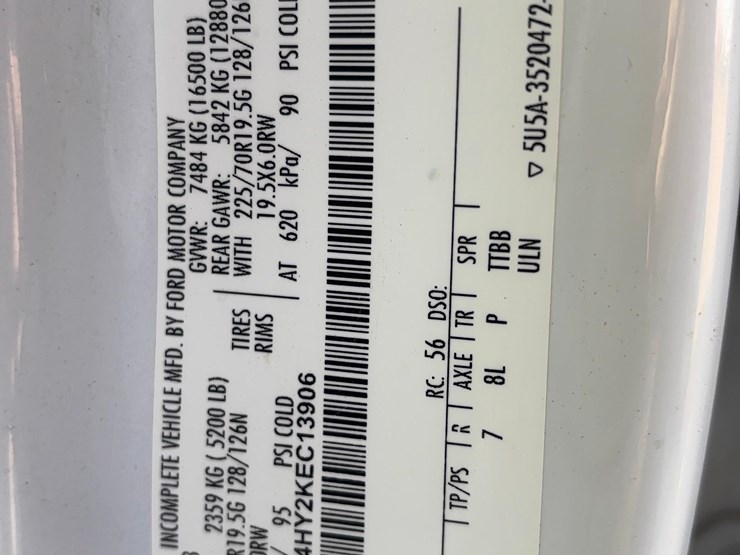 INCOMPLETE VEHICLE MFD. BY FORD MOTOR COMPANY
GVWR: 7484 KG (16500 LB)
2359 KG ( 5200 LB) REAR GAWR: 5842 KG (12880
R19.5G 128/126N TIRES WITH 225/70R19.5G 128/126
0RW RIMS 19.5X6.0RW
/ 95 PSI COLD AT 620 kPa/ 90 PSI COL
4HY2KEC13906
RC: 56 DSO:
TP/PS R AXLE TR SPR
7 8L P TTBB
ULN
▽ 5U5A-3520472-